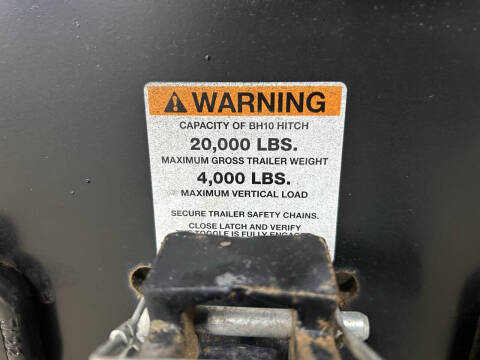 WARNING
CAPACITY OF BH10 HITCH
20,000 LBS.
MAXIMUM GROSS TRAILER WEIGHT
4,000 LBS.
MAXIMUM VERTICAL LOAD
SECURE TRAILER SAFETY CHAINS.
CLOSE LATCH AND VERIFY
TOGGLE IS FULLY